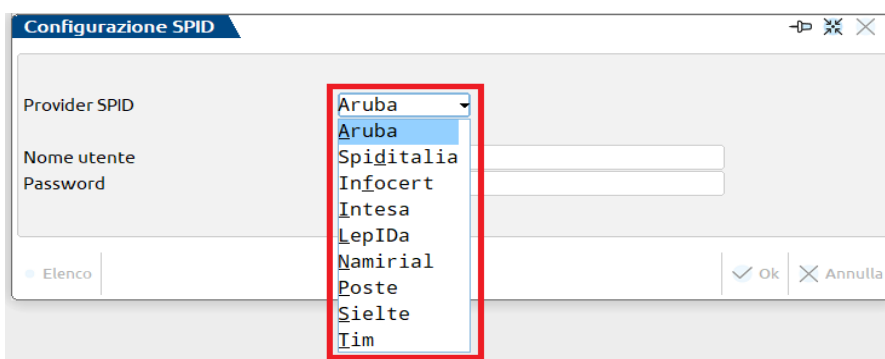 Configurazione SPID
Provider SPID
Aruba
Aruba
Spiditalia
Nome utente
Password
Infocert
Intesa
LepIDa
Namirial
Poste
Sielte
Tim
Elenco
Ok
Annulla